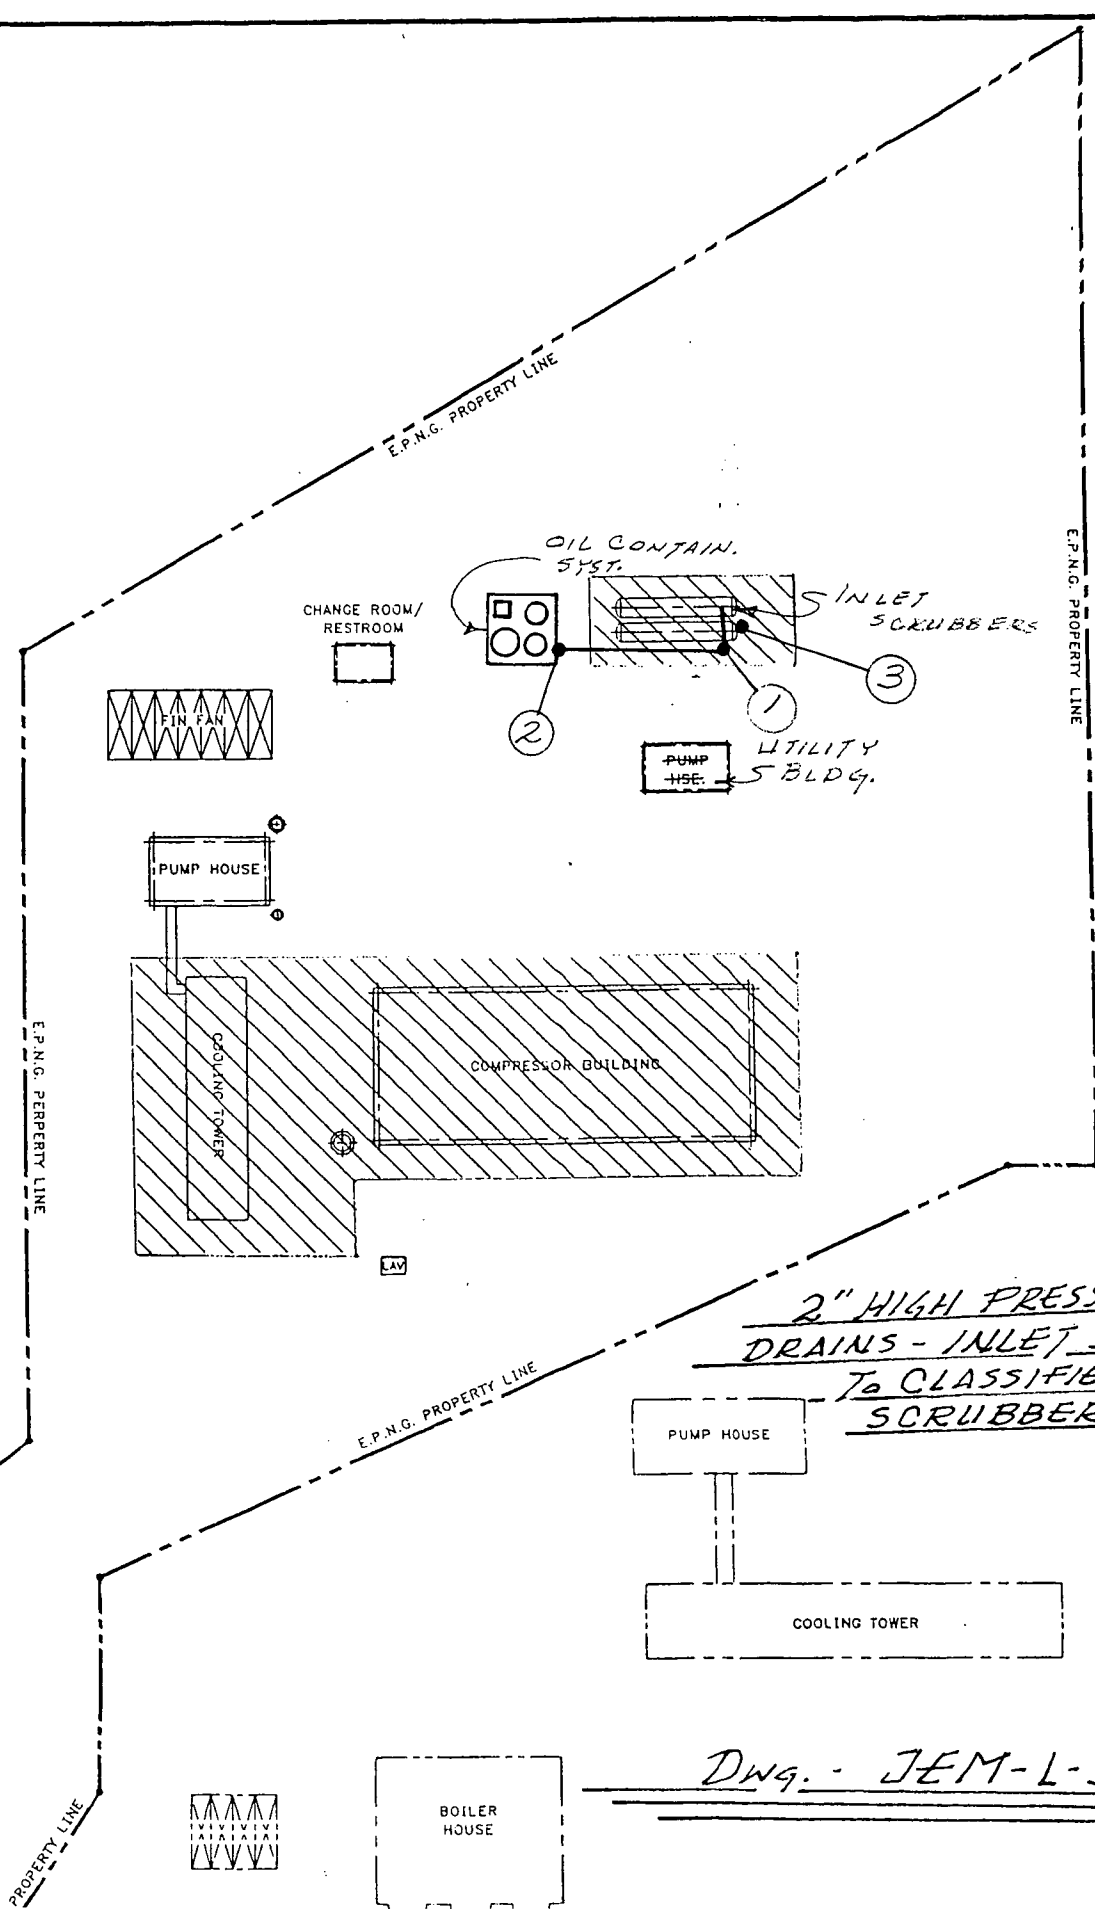 E.P.N.G. PROPERTY LINE
E.P.N.G. PROPERTY LINE
OIL CONTAIN.
SYST.
INLET
SCRUBBERS
CHANGE ROOM/
RESTROOM
3
1
2
FIN FAN
PUMP
HSE.
UTILITY
BLDG.
PUMP HOUSE
E.P.N.G. PERPERTY LINE
COOLING TOWER
COMPRESSOR BUILDING
LAV
2" HIGH PRESS
DRAINS - INLET
To CLASSIFIE
SCRUBBER
E.P.N.G. PROPERTY LINE
PUMP HOUSE
COOLING TOWER
DWG. - JEM-L-
BOILER
HOUSE
PROPERTY LINE